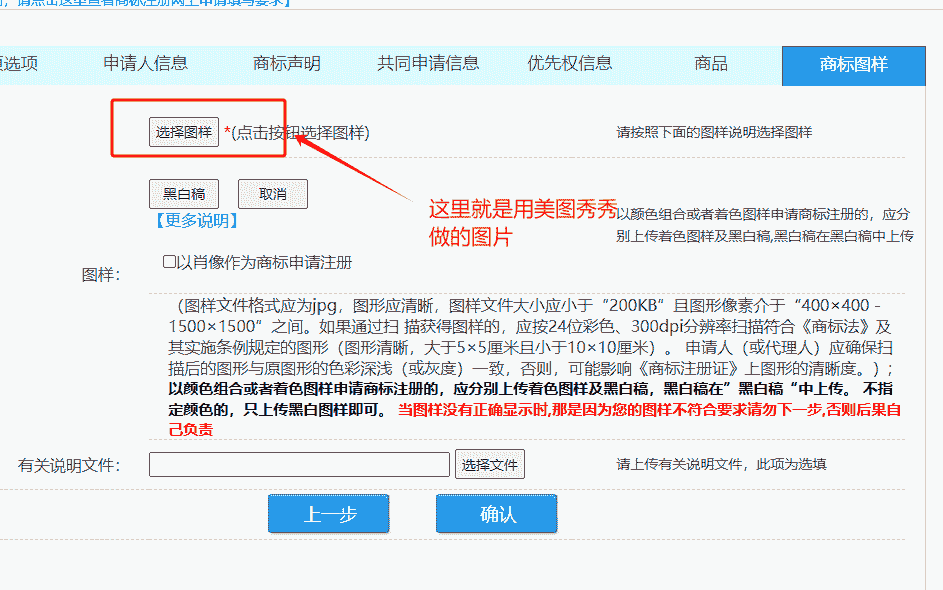 请点击这里查看商标注册网上申请填写要求】
选项
申请人信息
商标声明
共同申请信息
优先权信息
商品
商标图样
选择图样 *(点击按钮选择图样)
请按照下面的图样说明选择图样
黑白稿
取消
【更多说明】
这里就是用美图秀秀
做的图片
以颜色组合或者着色图样申请商标注册的，应分
别上传着色图样及黑白稿,黑白稿在黑白稿中上传
图样：
以肖像作为商标申请注册
（图样文件格式应为jpg，图形应清晰，图样文件大小应小于“200KB”且图形像素介于“400×400 -
1500×1500”之间。如果通过扫 描获得图样的，应按24位彩色、300dpi分辨率扫描符合《商标法》及
其实施条例规定的图形（图形清晰，大于5×5厘米且小于10×10厘米）。 申请人（或代理人）应确保扫
描后的图形与原图形的色彩深浅（或灰度）一致，否则，可能影响《商标注册证》上图形的清晰度。）;
以颜色组合或者着色图样申请商标注册的，应分别上传着色图样及黑白稿，黑白稿在”黑白稿“中上传。 不指
定颜色的，只上传黑白图样即可。 当图样没有正确显示时,那是因为您的图样不符合要求请勿下一步,否则后果自
己负责
有关说明文件：
选择文件
请上传有关说明文件，此项为选填
上一步
确认